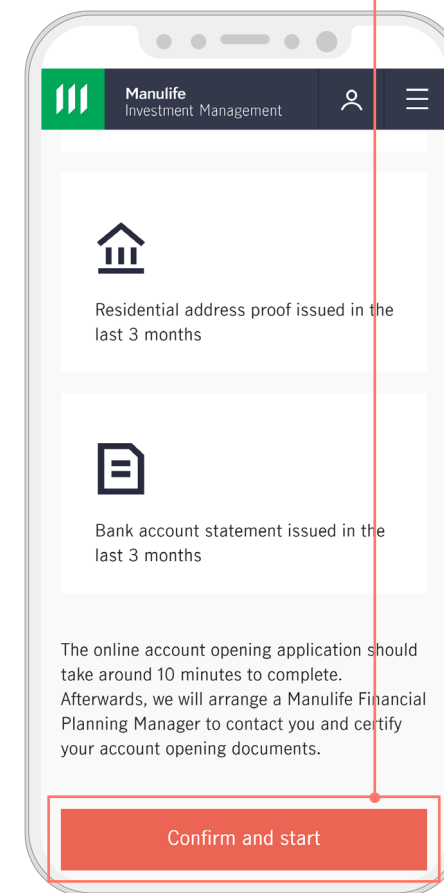 Manulife
Investment Management
Residential address proof issued in the
last 3 months
Bank account statement issued in the
last 3 months
The online account opening application should
take around 10 minutes to complete.
Afterwards, we will arrange a Manulife Financial
Planning Manager to contact you and certify
your account opening documents.
Confirm and start